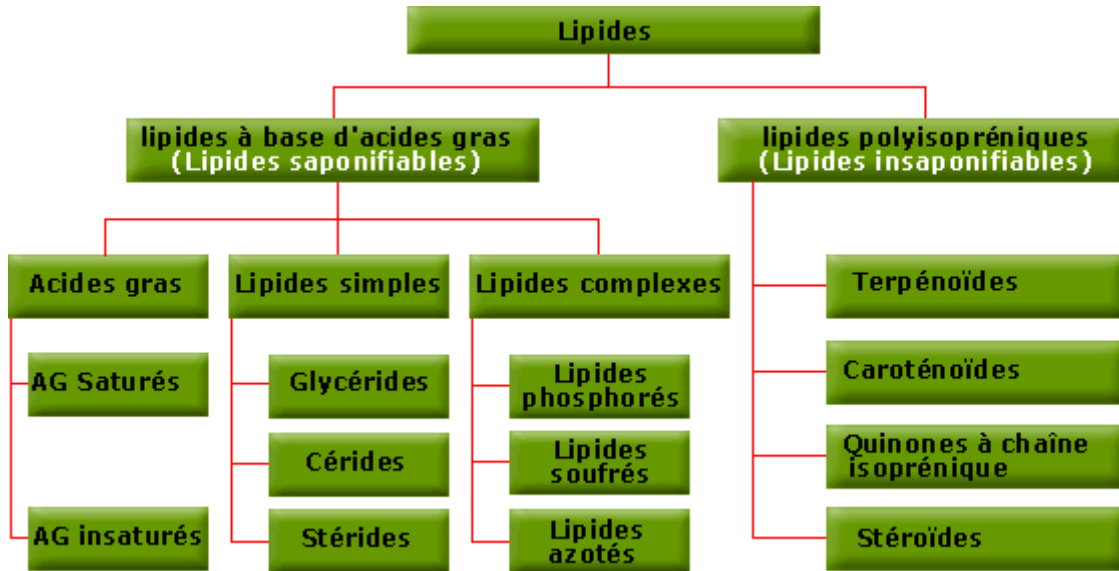 Lipides
lipides à base d'acides gras
(Lipides saponifiables)
lipides polyisopréniques
(Lipides insaponifiables)
Acides gras
Lipides simples
Lipides complexes
Terpénoïdes
AG Saturés
Glycérides
Lipides
phosphorés
Caroténoïdes
Cérides
Lipides
soufrés
Quinones à chaîne
isoprénique
AG insaturés
Stérides
Lipides
azotés
Stéroïdes